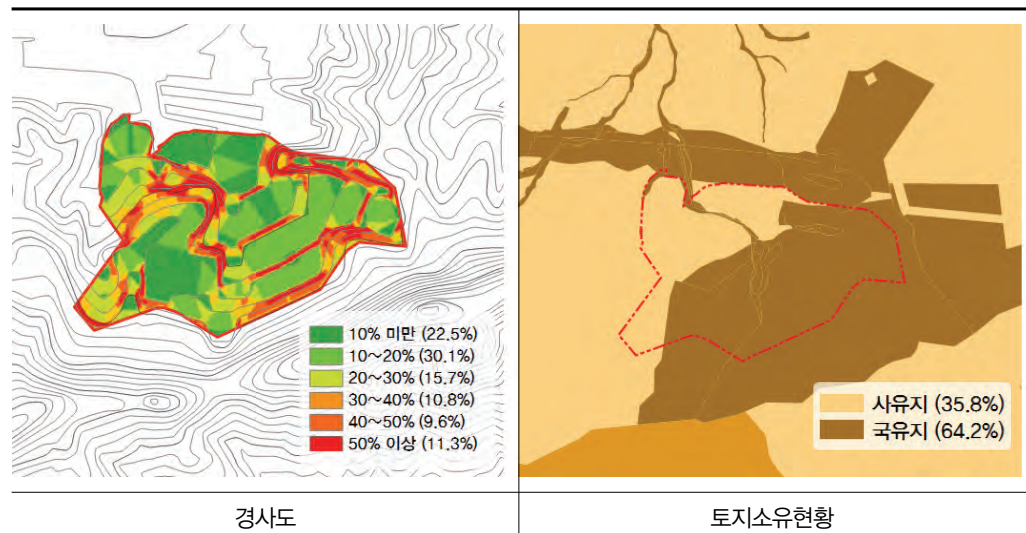 10% 미만 (22.5%)
10~20% (30.1%)
20~30% (15.7%)
30~40% (10.8%)
40~50% (9.6%)
50% 이상 (11.3%)
사유지 (35.8%)
국유지 (64.2%)
경사도
토지소유현황